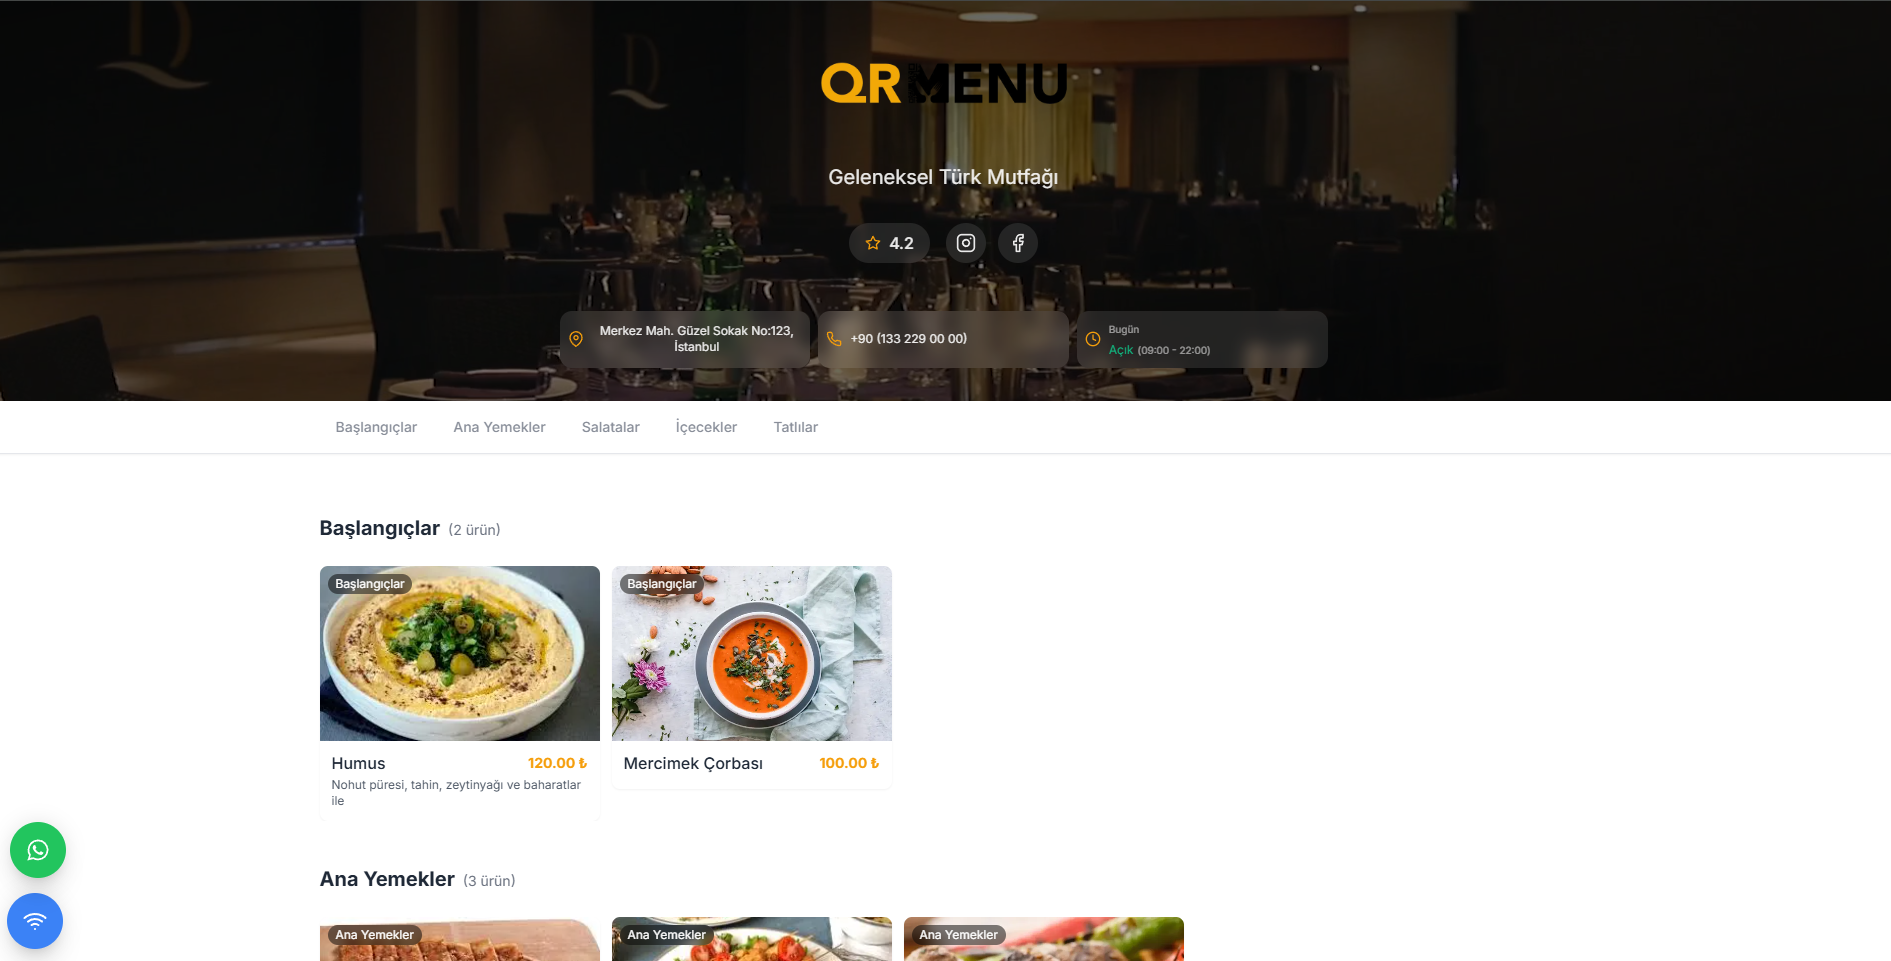 QRMENU
Geleneksel Türk Mutfağı
4.2
Merkez Mah. Güzel Sokak No:123,
İstanbul
+90 (133 229 00 00)
Bugün
Açık (09:00 - 22:00)
Başlangıçlar
Ana Yemekler
Salatalar
İçecekler
Tatlılar
Başlangıçlar (2 ürün)
Başlangıçlar
Humus
120.00 ₺
Nohut püresi, tahin, zeytinyağı ve baharatlar
ile
Başlangıçlar
Mercimek Çorbası
100.00 ₺
Ana Yemekler (3 ürün)
Ana Yemekler
Ana Yemekler
Ana Yemekler